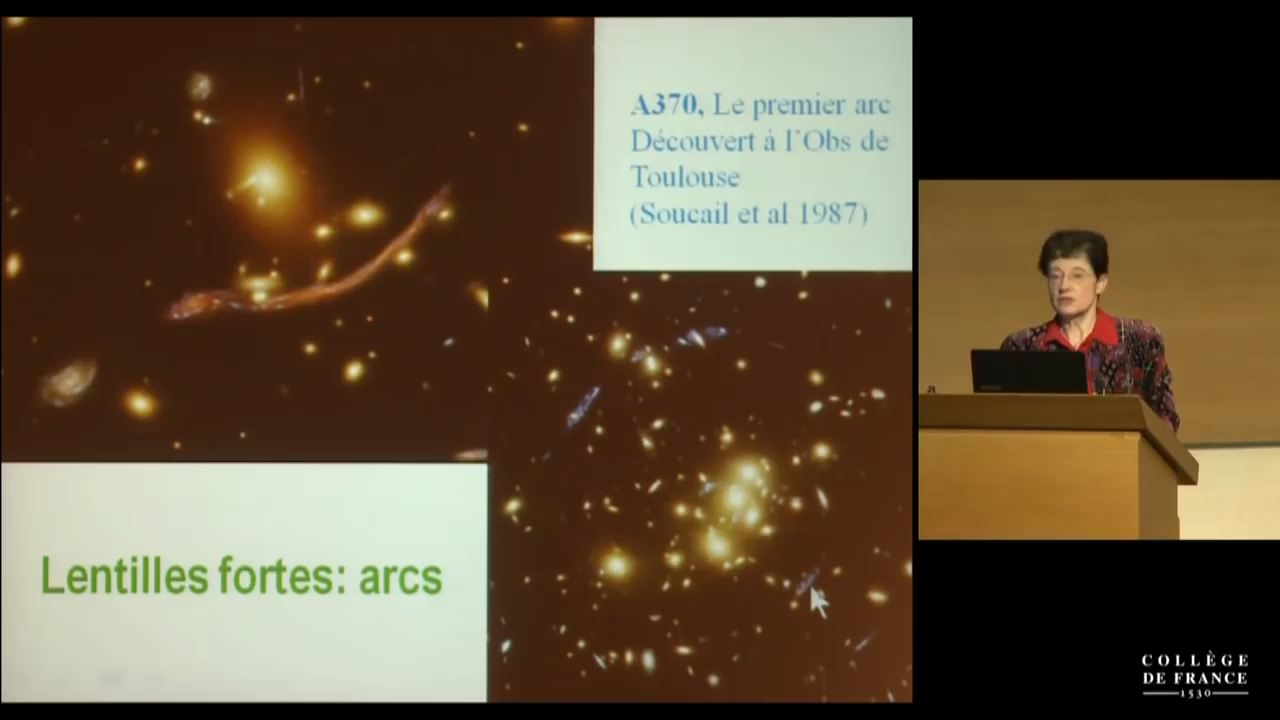 A370, Le premier arc
Découvert à l'Obs de
Toulouse
(Soucail et al 1987)
Lentilles fortes: arcs
COLLÈGE
DE FRANCE
1530